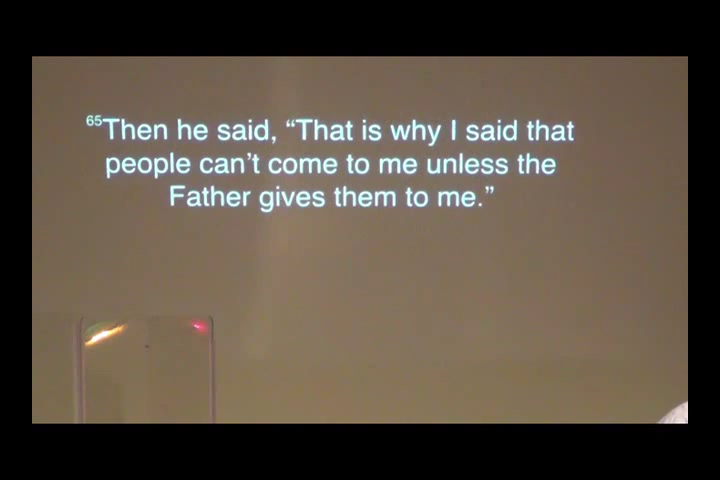 65Then he said, “That is why I said that
people can’t come to me unless the
Father gives them to me.”